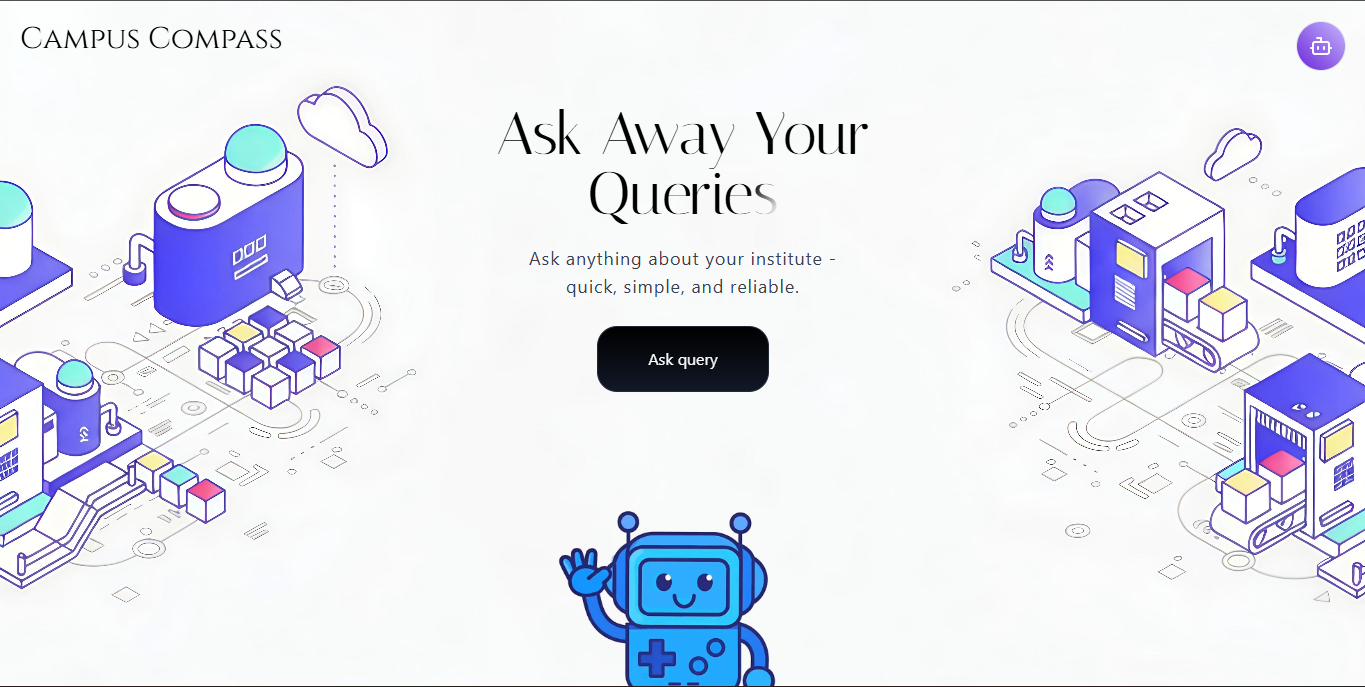 Campus Compass
Ask Away Your
Queries
Ask anything about your institute -
quick, simple, and reliable.
Ask query